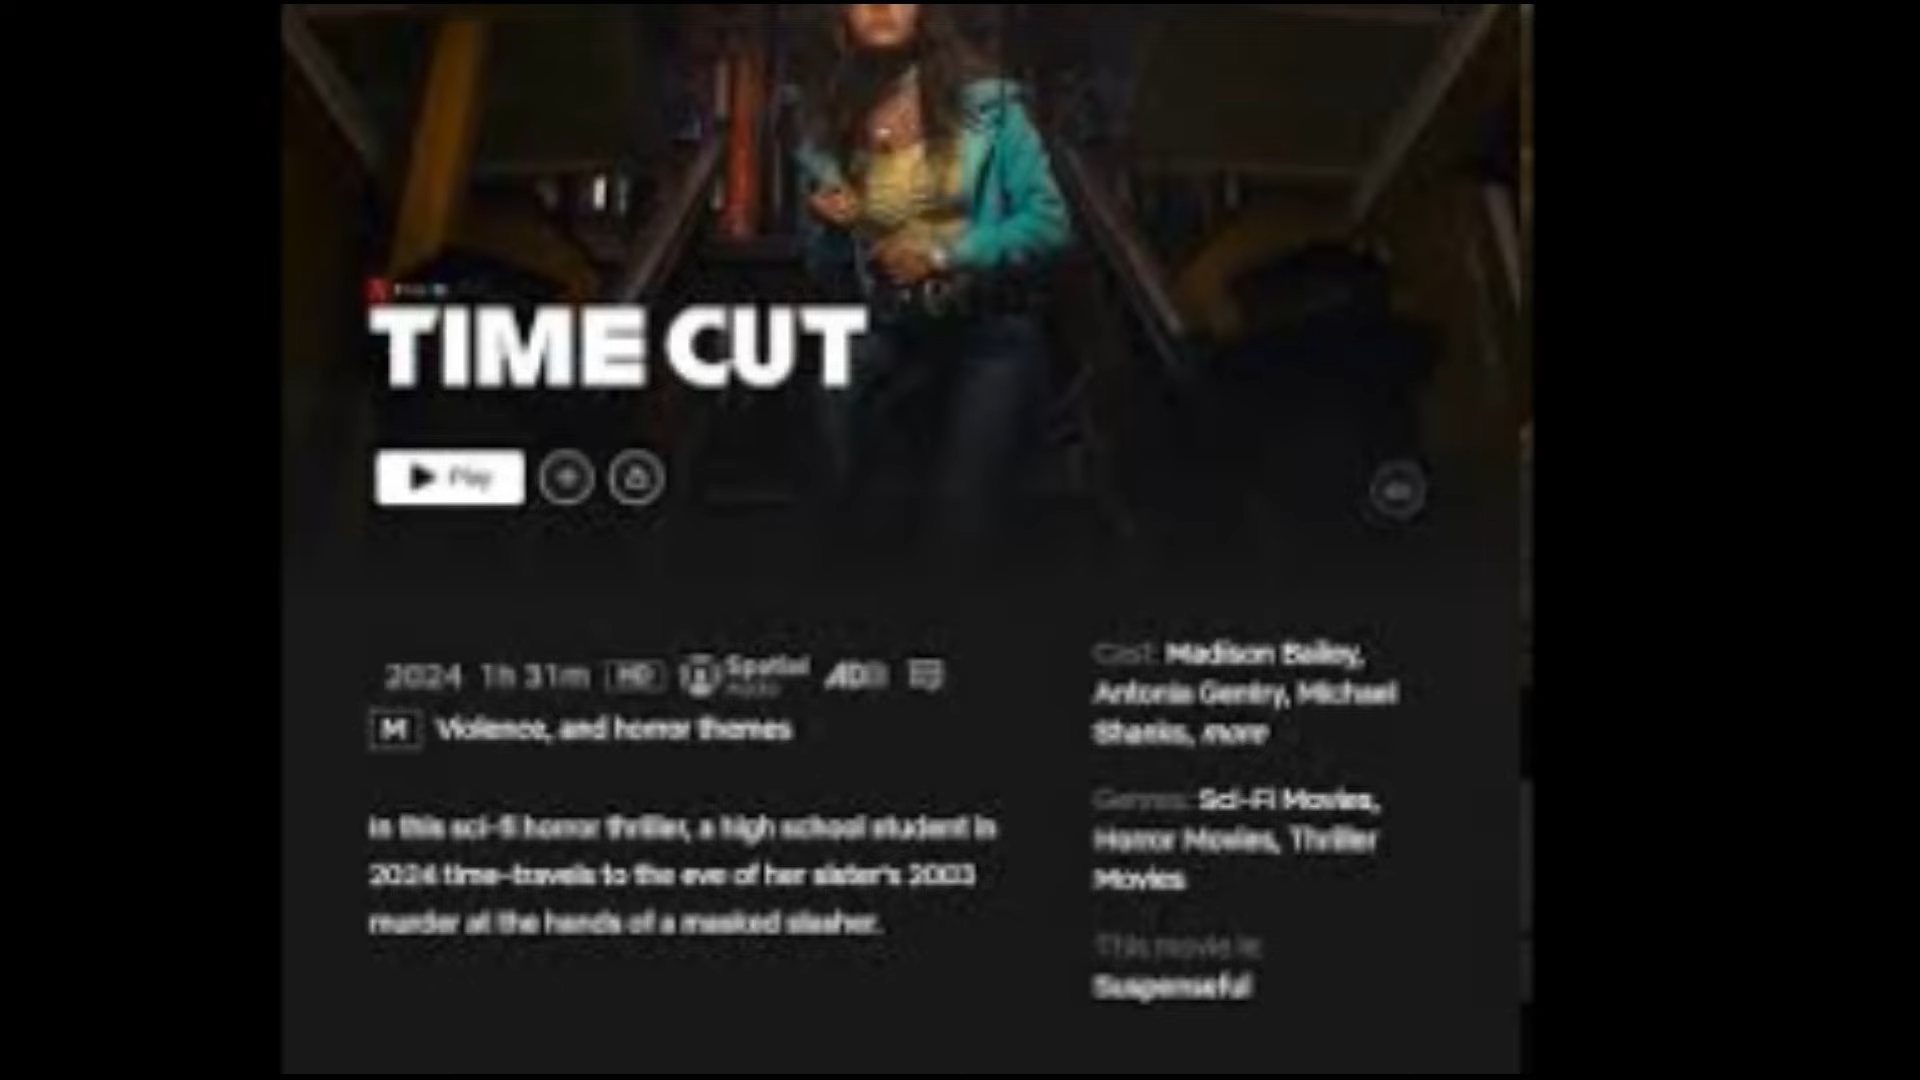 TIME CUT
Play
2024 1h 31m HD Spatial Audio AD
M Violence, and horror themes
In this sci-fi horror thriller, a high school student in
2024 time-travels to the eve of her sister's 2003
murder at the hands of a masked slasher.
Cast: Madison Bailey,
Antonia Gentry, Michael
Shanks, more
Genres: Sci-Fi Movies,
Horror Movies, Thriller
Movies
This movie is:
Suspenseful